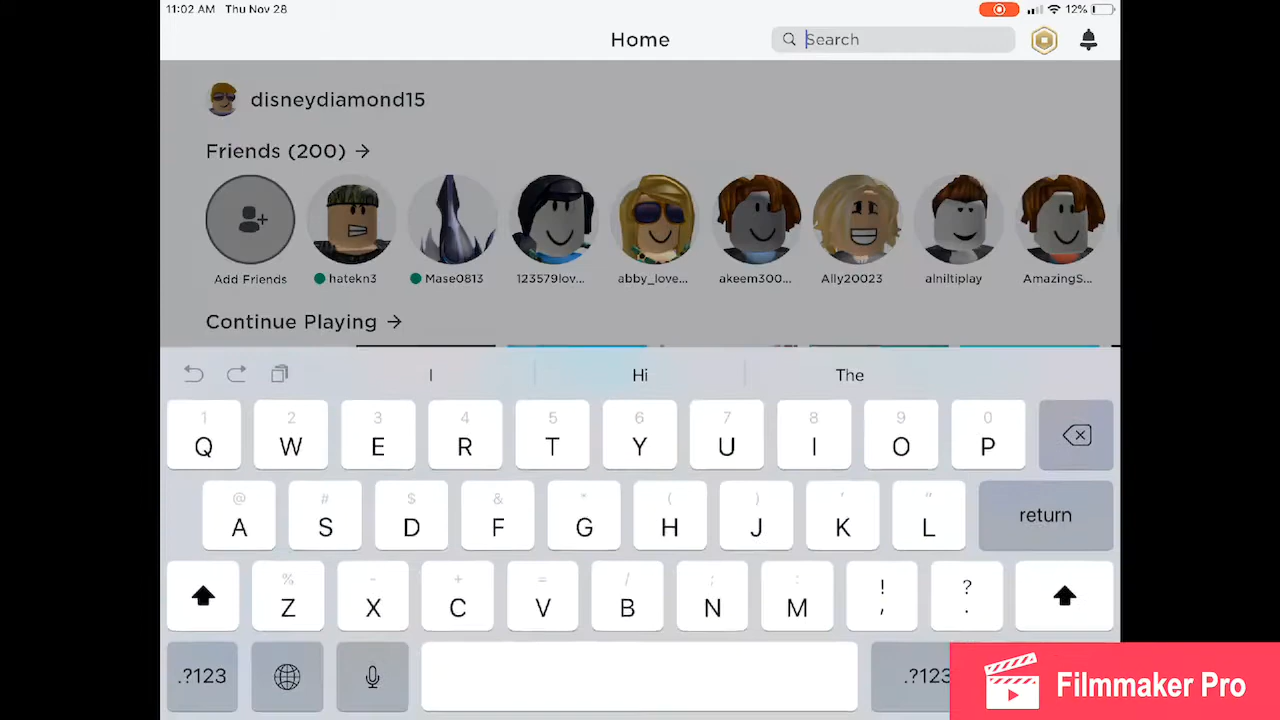 11:02 AM Thu Nov 28 12%
Home Search
disneydiamond15
Friends (200) →
Add Friends hatekn3 Mase0813 123579lov... abby_love... akeem300... Ally20023 alniltiplay AmazingS...
Continue Playing →
I Hi The
1 2 3 4 5 6 7 8 9 0
Q W E R T Y U I O P
@ # $ & * ( ) ' "
A S D F G H J K L return
% - + = / ; : ! ?
Z X C V B N M , .
.?123 .?123
Filmmaker Pro